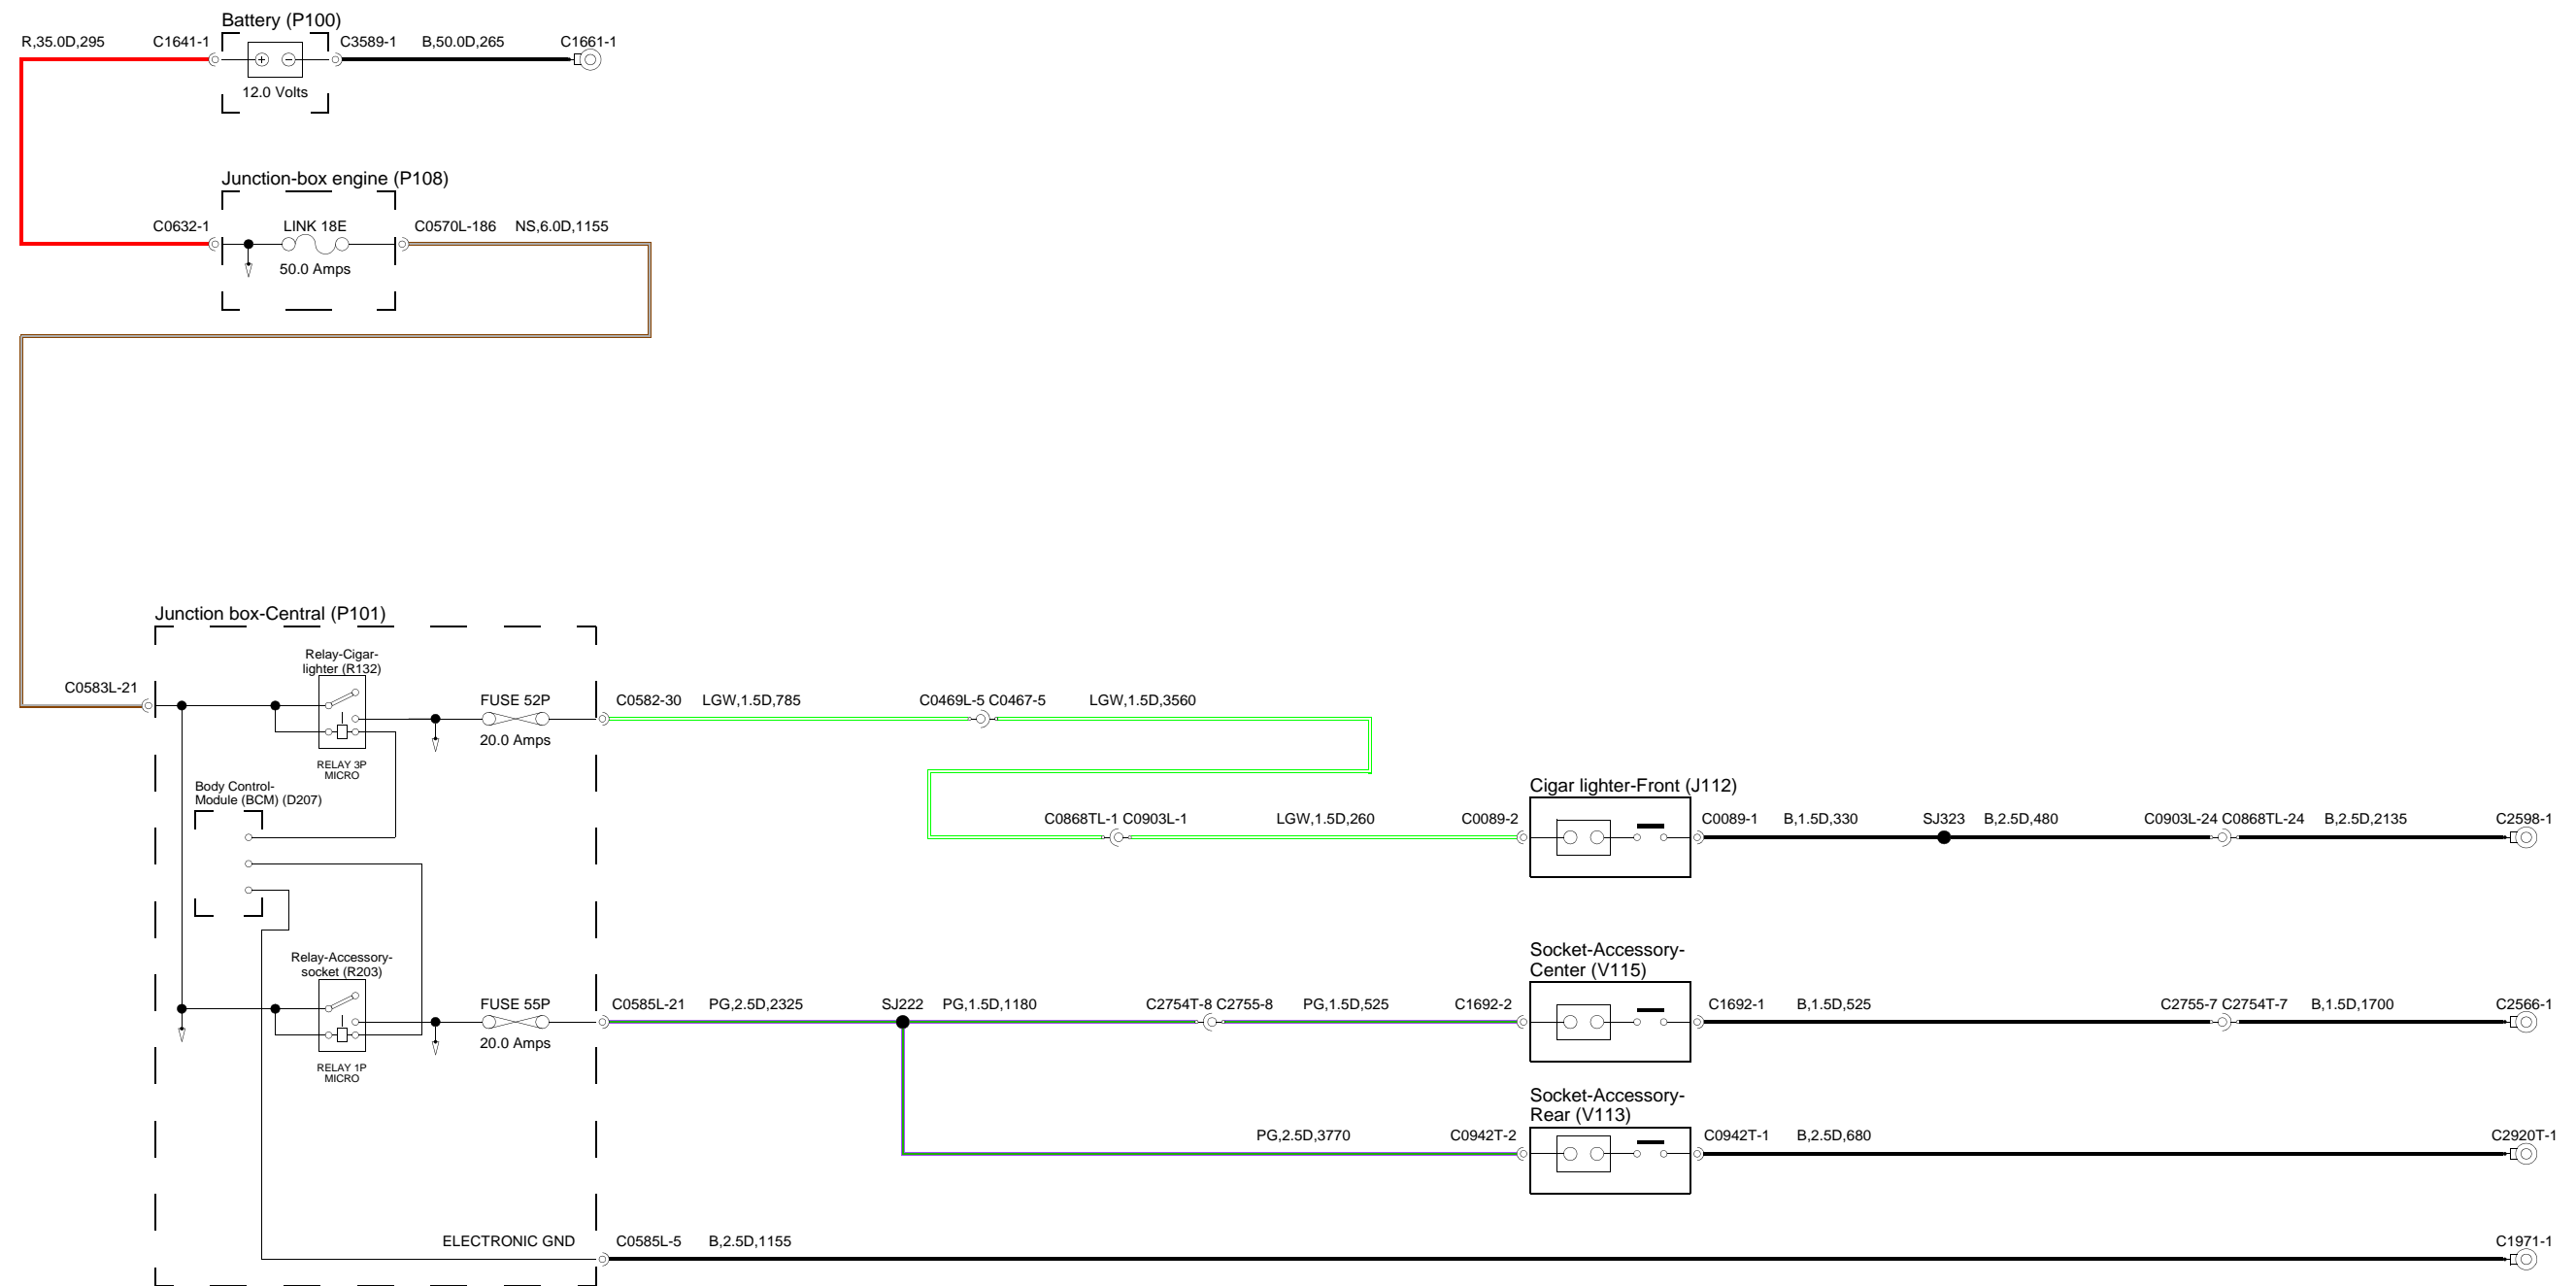 Battery (P100)
R,35.0D,295 C1641-1 C3589-1 B,50.0D,265 C1661-1
12.0 Volts
Junction-box engine (P108)
C0632-1 LINK 18E C0570L-186 NS,6.0D,1155
50.0 Amps
Junction box-Central (P101)
Relay-Cigar-
lighter (R132)
C0583L-21 FUSE 52P C0582-30 LGW,1.5D,785 C0469L-5 C0467-5 LGW,1.5D,3560
20.0 Amps
RELAY 3P
MICRO
Body Control-
Module (BCM) (D207)
Cigar lighter-Front (J112)
C0868TL-1 C0903L-1 LGW,1.5D,260 C0089-2 C0089-1 B,1.5D,330 SJ323 B,2.5D,480 C0903L-24 C0868TL-24 B,2.5D,2135 C2598-1
Relay-Accessory-
socket (R203)
Socket-Accessory-
Center (V115)
FUSE 55P C0585L-21 PG,2.5D,2325 SJ222 PG,1.5D,1180 C2754T-8 C2755-8 PG,1.5D,525 C1692-2 C1692-1 B,1.5D,525 C2755-7 C2754T-7 B,1.5D,1700 C2566-1
20.0 Amps
RELAY 1P
MICRO
Socket-Accessory-
Rear (V113)
PG,2.5D,3770 C0942T-2 C0942T-1 B,2.5D,680 C2920T-1
ELECTRONIC GND C0585L-5 B,2.5D,1155 C1971-1